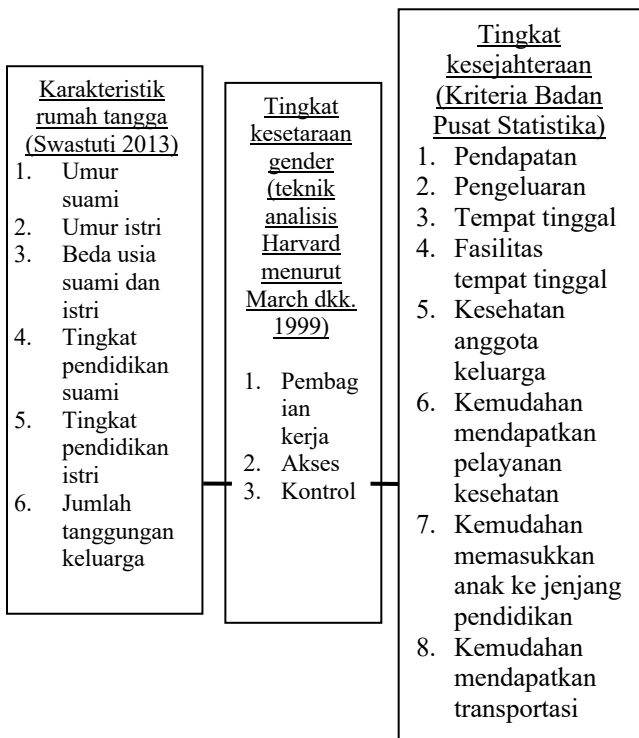 Karakteristik
rumah tangga
(Swastuti 2013)
1. Umur
suami
2. Umur istri
3. Beda usia
suami dan
istri
4. Tingkat
pendidikan
suami
5. Tingkat
pendidikan
istri
6. Jumlah
tanggungan
keluarga
Tingkat
kesetaraan
gender
(teknik
analisis
Harvard
menurut
March dkk.
1999)
1. Pembag
ian
kerja
2. Akses
3. Kontrol
Tingkat
kesejahteraan
(Kriteria Badan
Pusat Statistika)
1. Pendapatan
2. Pengeluaran
3. Tempat tinggal
4. Fasilitas
tempat tinggal
5. Kesehatan
anggota
keluarga
6. Kemudahan
mendapatkan
pelayanan
kesehatan
7. Kemudahan
memasukkan
anak ke jenjang
pendidikan
8. Kemudahan
mendapatkan
transportasi